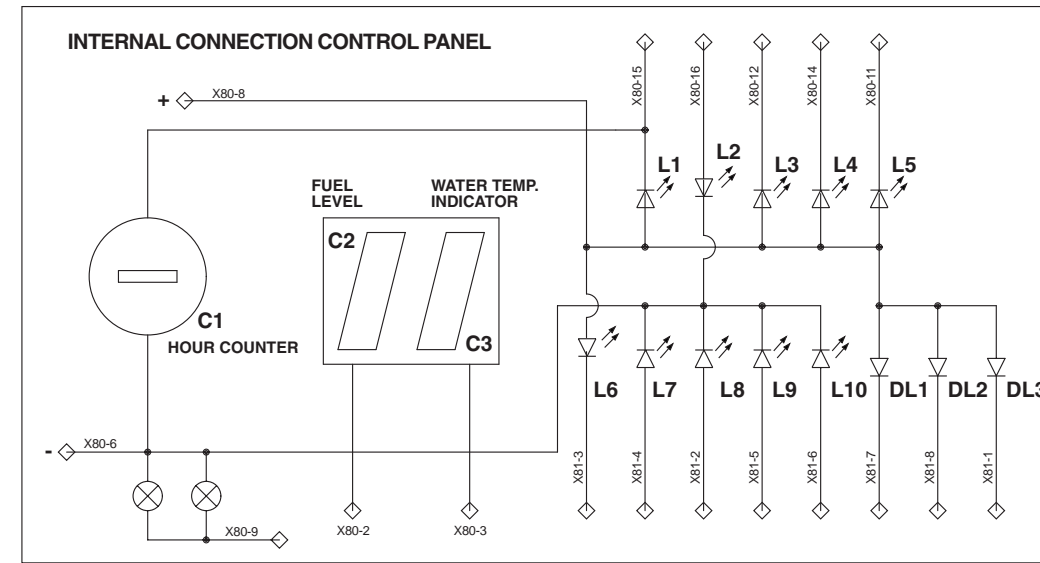 INTERNAL CONNECTION CONTROL PANEL
+ X80-8
X80-15
X80-16
X80-12
X80-14
X80-11
L1
L2
L3
L4
L5
FUEL
LEVEL
WATER TEMP.
INDICATOR
C2
C3
C1
HOUR COUNTER
L6
L7
L8
L9
L10
DL1
DL2
DL3
- X80-6
X81-3
X81-4
X81-2
X81-5
X81-6
X81-7
X81-8
X81-1
X80-9
X80-2
X80-3